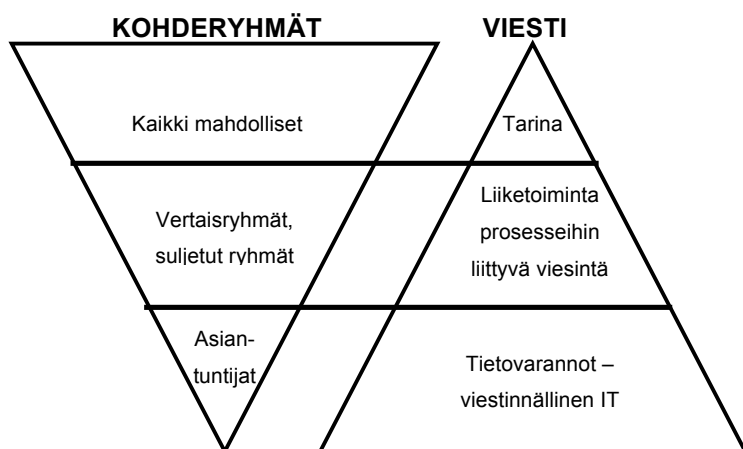 KOHDERYHMÄT
VIESTI
Kaikki mahdolliset
Tarina
Vertaisryhmät,
suljetut ryhmät
Liiketoiminta
prosesseihin
liittyvä viesintä
Asian-
tuntijat
Tietovarannot –
viestinnällinen IT